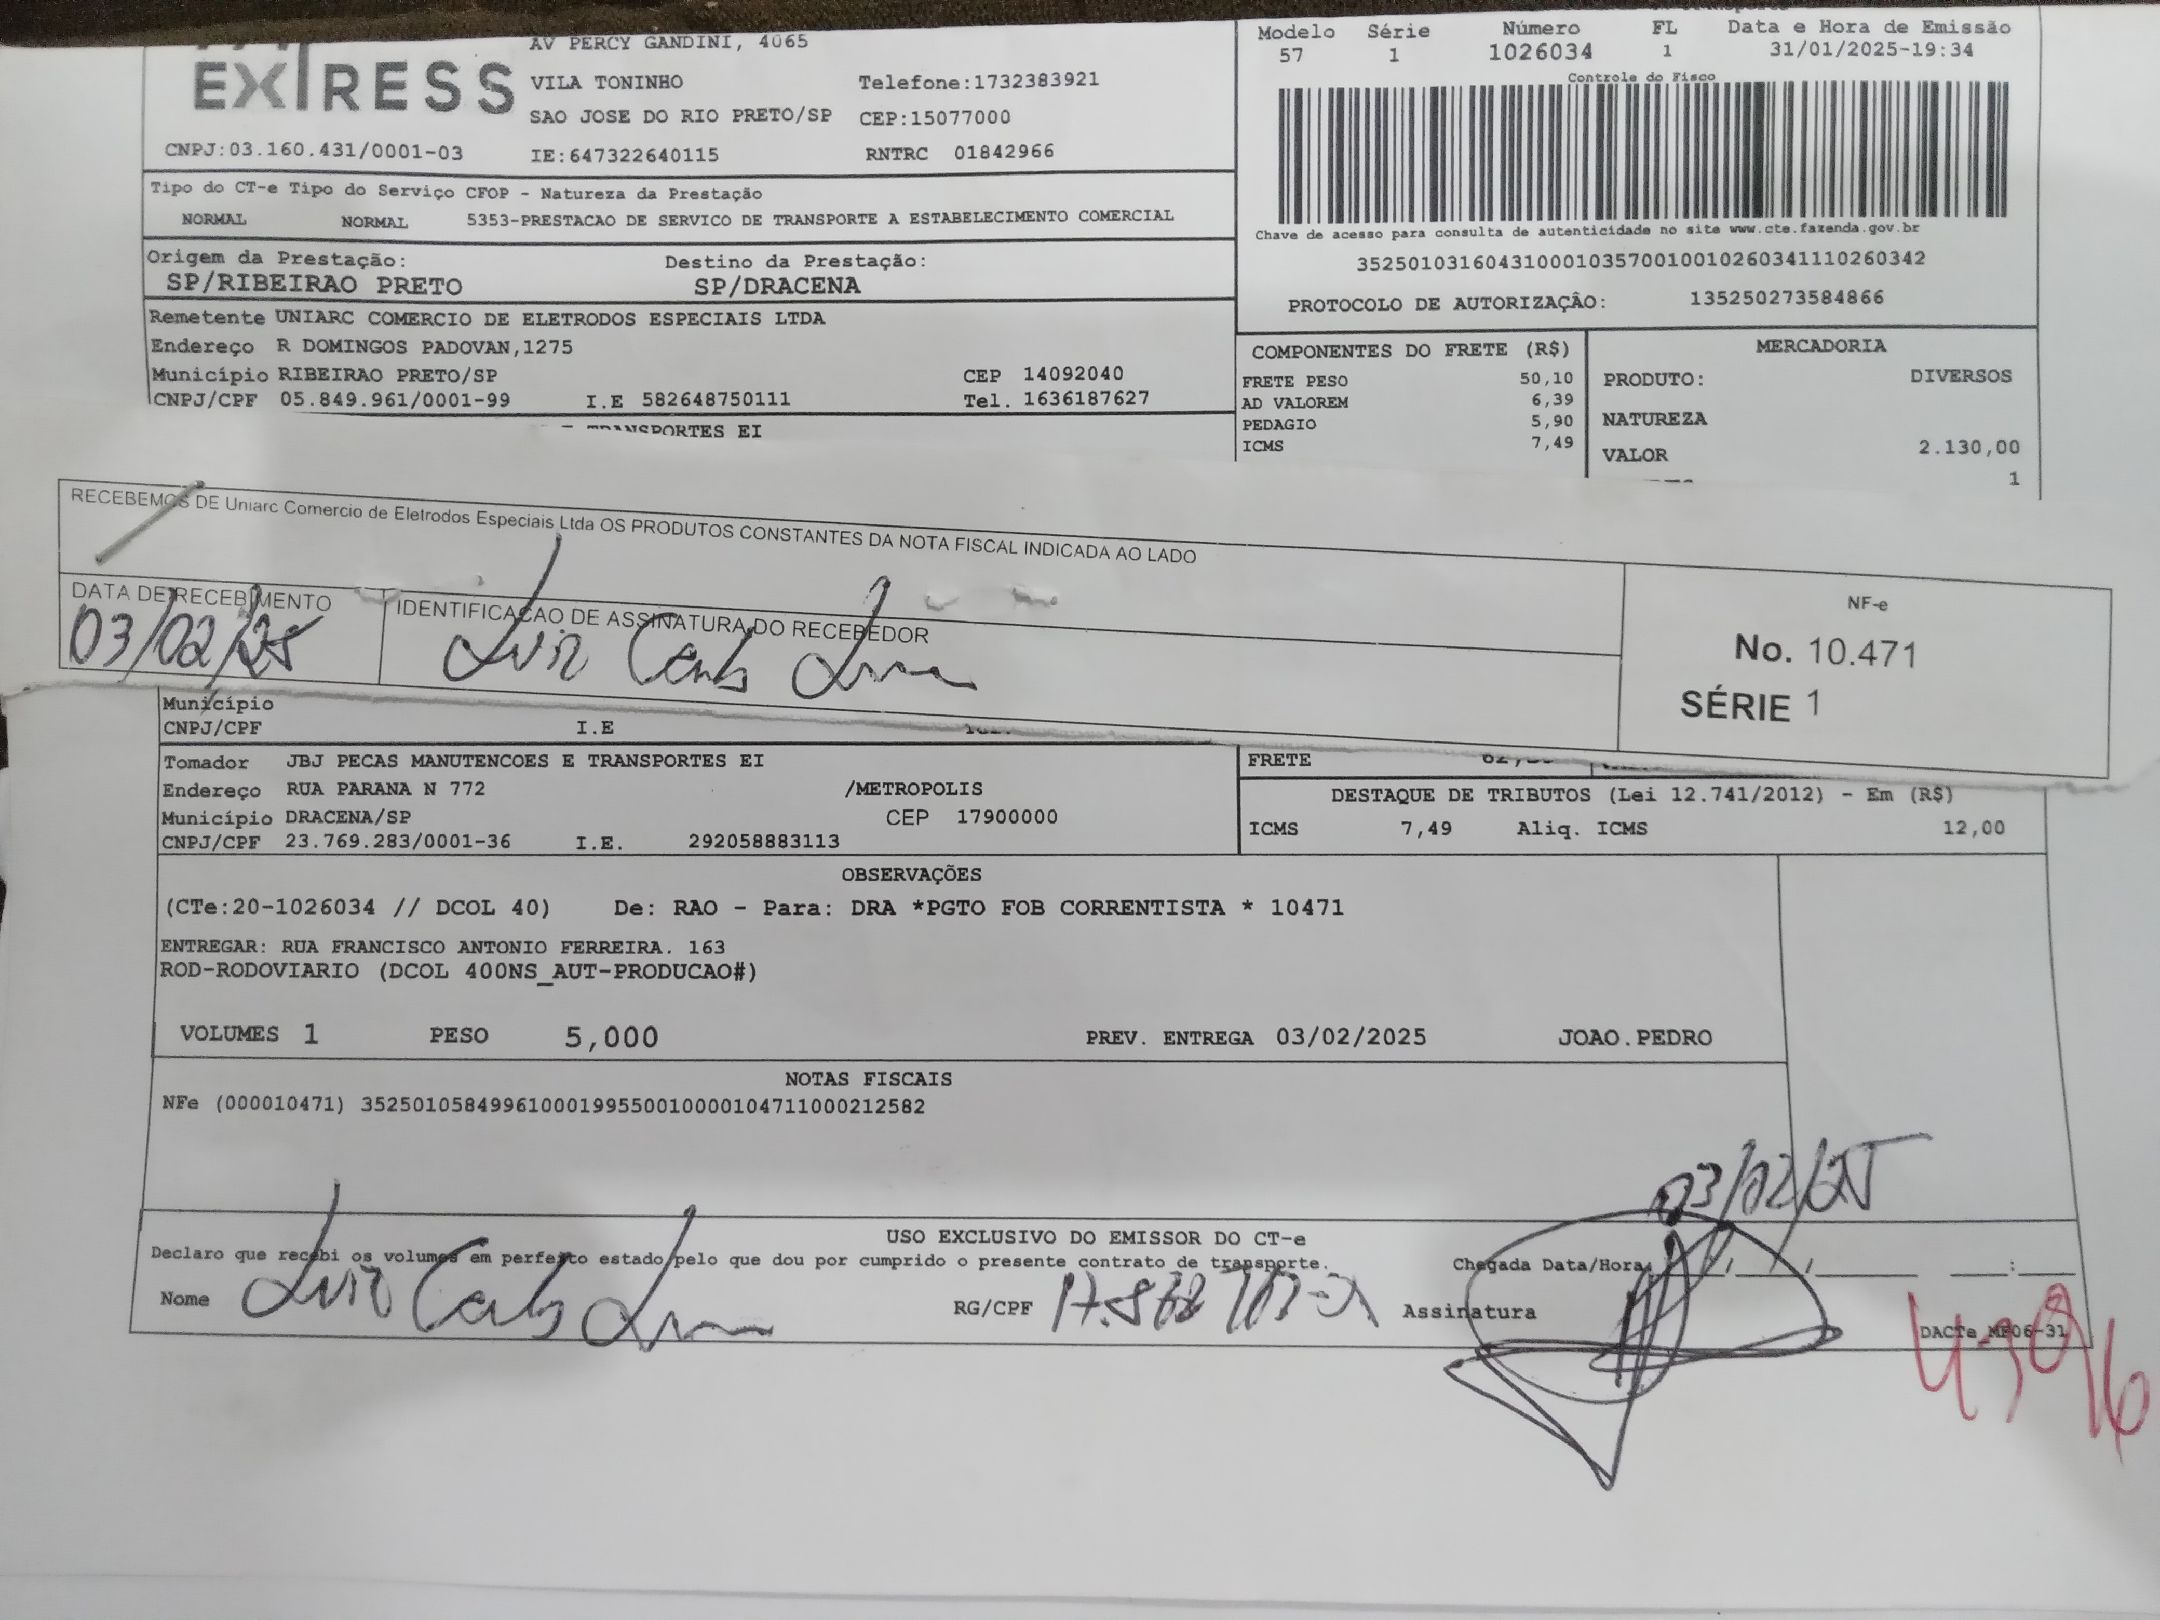 EXPRESS
AV PERCY GANDINI, 4065
VILA TONINHO Telefone:1732383921
SAO JOSE DO RIO PRETO/SP CEP:15077000
CNPJ:03.160.431/0001-03 IE:647322640115 RNTRC 01842966
Modelo Série Número FL Data e Hora de Emissão
57 1 1026034 1 31/01/2025-19:34
Controle do Fisco
Chave de acesso para consulta de autenticidade no site www.cte.fazenda.gov.br
35250103160431000103570010010260341110260342
PROTOCOLO DE AUTORIZAÇÃO: 135250273584866
Tipo do CT-e Tipo do Serviço CFOP - Natureza da Prestação
NORMAL NORMAL 5353-PRESTACAO DE SERVICO DE TRANSPORTE A ESTABELECIMENTO COMERCIAL
Origem da Prestação: Destino da Prestação:
SP/RIBEIRAO PRETO SP/DRACENA
Remetente UNIARC COMERCIO DE ELETRODOS ESPECIAIS LTDA
Endereço R DOMINGOS PADOVAN,1275
Município RIBEIRAO PRETO/SP CEP 14092040
CNPJ/CPF 05.849.961/0001-99 I.E 582648750111 Tel. 1636187627
TRANSPORTES EI
COMPONENTES DO FRETE (R$)
FRETE PESO 50,10
AD VALOREM 6,39
PEDAGIO 5,90
ICMS 7,49
MERCADORIA
PRODUTO: DIVERSOS
NATUREZA
VALOR 2.130,00
1
RECEBEMOS DE Uniarc Comercio de Eletrodos Especiais Ltda OS PRODUTOS CONSTANTES DA NOTA FISCAL INDICADA AO LADO
DATA DE RECEBIMENTO IDENTIFICAÇAO DE ASSINATURA DO RECEBEDOR
03/02/25 Luiz Carlos
NF-e
No. 10.471
SÉRIE 1
Município
CNPJ/CPF I.E
Tomador JBJ PECAS MANUTENCOES E TRANSPORTES EI
Endereço RUA PARANA N 772 /METROPOLIS
Município DRACENA/SP CEP 17900000
CNPJ/CPF 23.769.283/0001-36 I.E. 292058883113
FRETE
DESTAQUE DE TRIBUTOS (Lei 12.741/2012) - Em (R$)
ICMS 7,49 Aliq. ICMS 12,00
OBSERVAÇÕES
(CTe:20-1026034 // DCOL 40) De: RAO - Para: DRA *PGTO FOB CORRENTISTA * 10471
ENTREGAR: RUA FRANCISCO ANTONIO FERREIRA. 163
ROD-RODOVIARIO (DCOL 400NS_AUT-PRODUCAO#)
VOLUMES 1 PESO 5,000 PREV. ENTREGA 03/02/2025 JOAO.PEDRO
NOTAS FISCAIS
NFe (000010471) 35250105849961000199550010000104711000212582
03/02/25
USO EXCLUSIVO DO EMISSOR DO CT-e
Declaro que recebi os volumes em perfeito estado pelo que dou por cumprido o presente contrato de transporte. Chegada Data/Hora
Nome Luiz Carlos RG/CPF Assinatura
DACTe_MF06-31